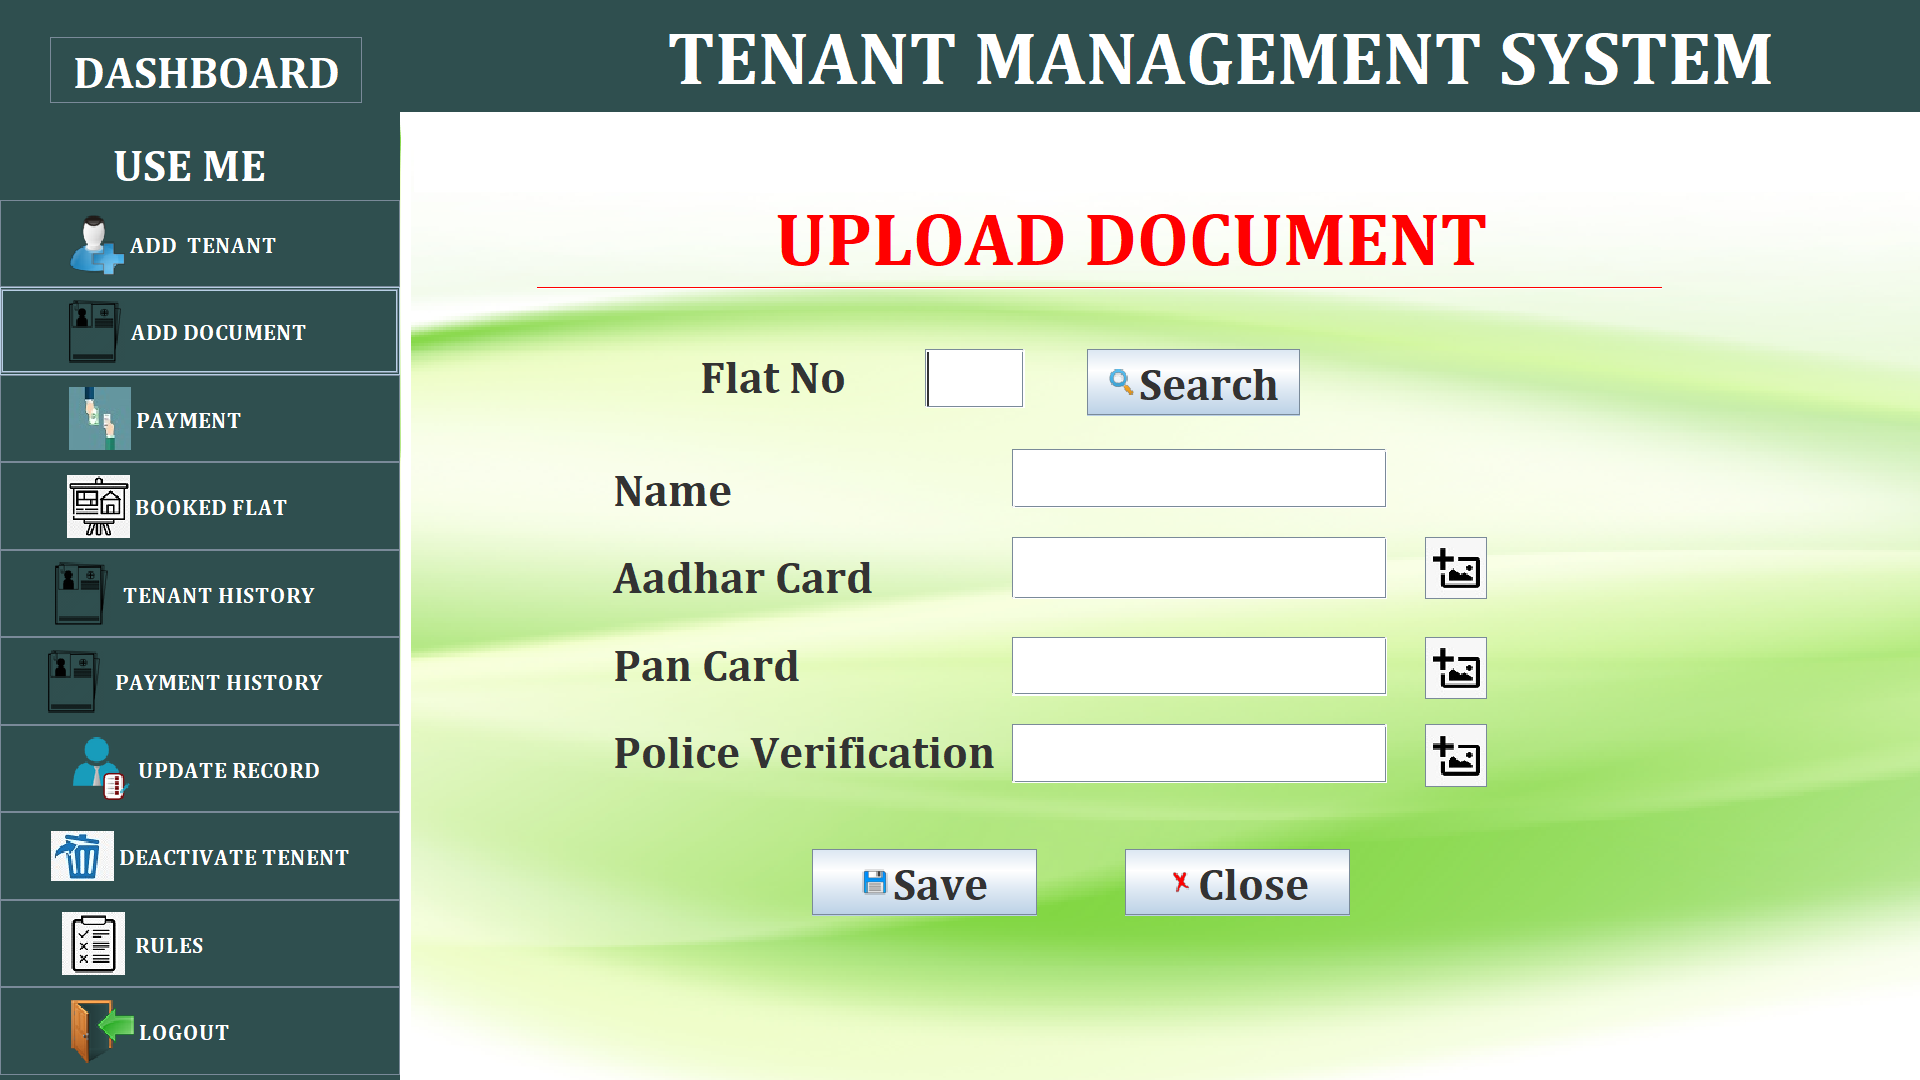 DASHBOARD
TENANT MANAGEMENT SYSTEM
USE ME
ADD TENANT
ADD DOCUMENT
PAYMENT
BOOKED FLAT
TENANT HISTORY
PAYMENT HISTORY
UPDATE RECORD
DEACTIVATE TENENT
RULES
LOGOUT
UPLOAD DOCUMENT
Flat No
Search
Name
Aadhar Card
Pan Card
Police Verification
Save
Close